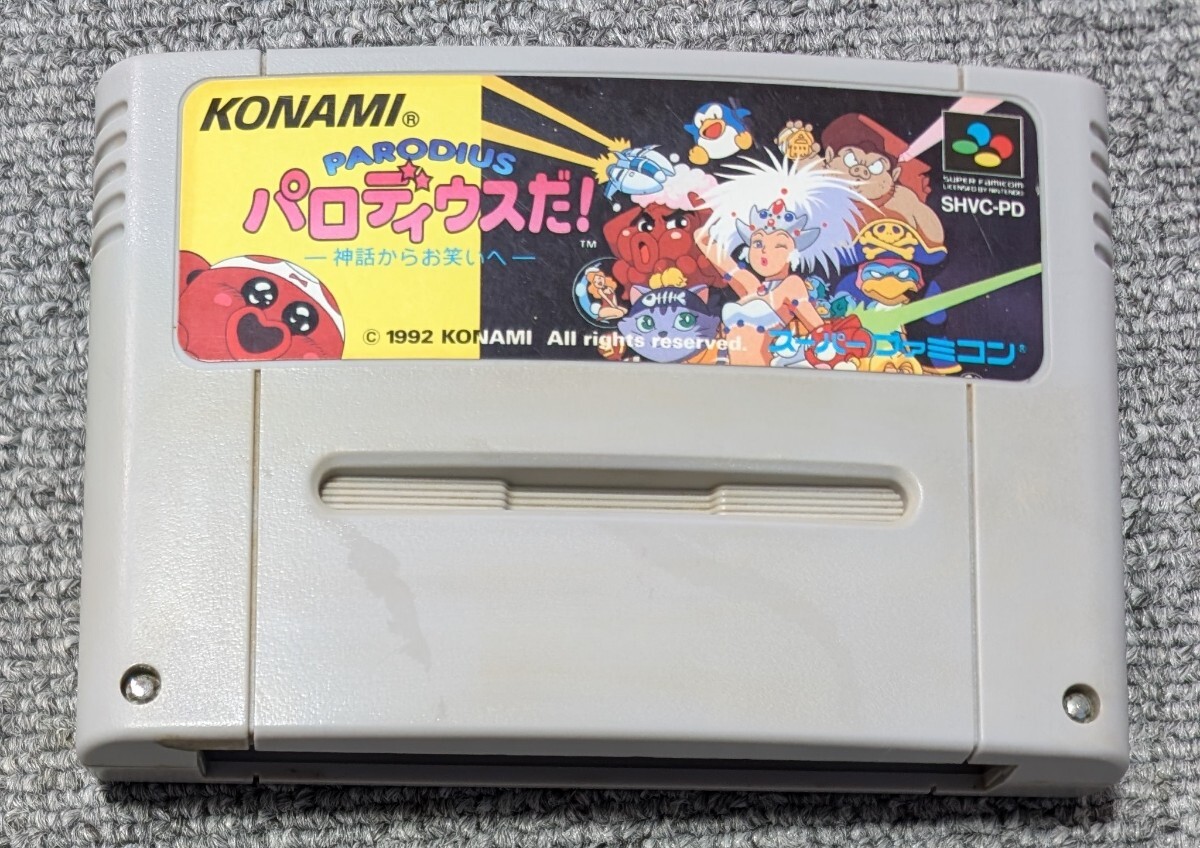 KONAMI®
PARODIUS
パロディウスだ!
TM
―神話からお笑いへ―
© 1992 KONAMI All rights reserved.
SUPER FAMICOM
LICENSED BY NINTENDO
SHVC-PD
スーパーファミコン®